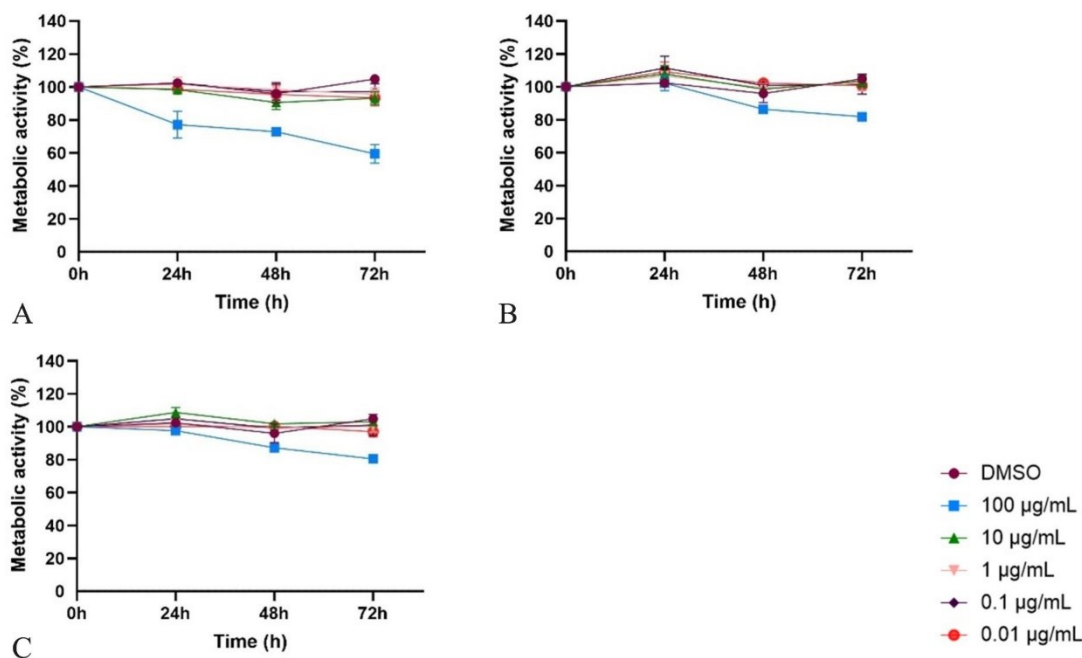 Metabolic activity (%)
140
120
100
80
60
40
20
0
0h 24h 48h 72h
Time (h)
A
Metabolic activity (%)
140
120
100
80
60
40
20
0
0h 24h 48h 72h
Time (h)
B
Metabolic activity (%)
140
120
100
80
60
40
20
0
0h 24h 48h 72h
Time (h)
C
DMSO
100 µg/mL
10 µg/mL
1 µg/mL
0.1 µg/mL
0.01 µg/mL